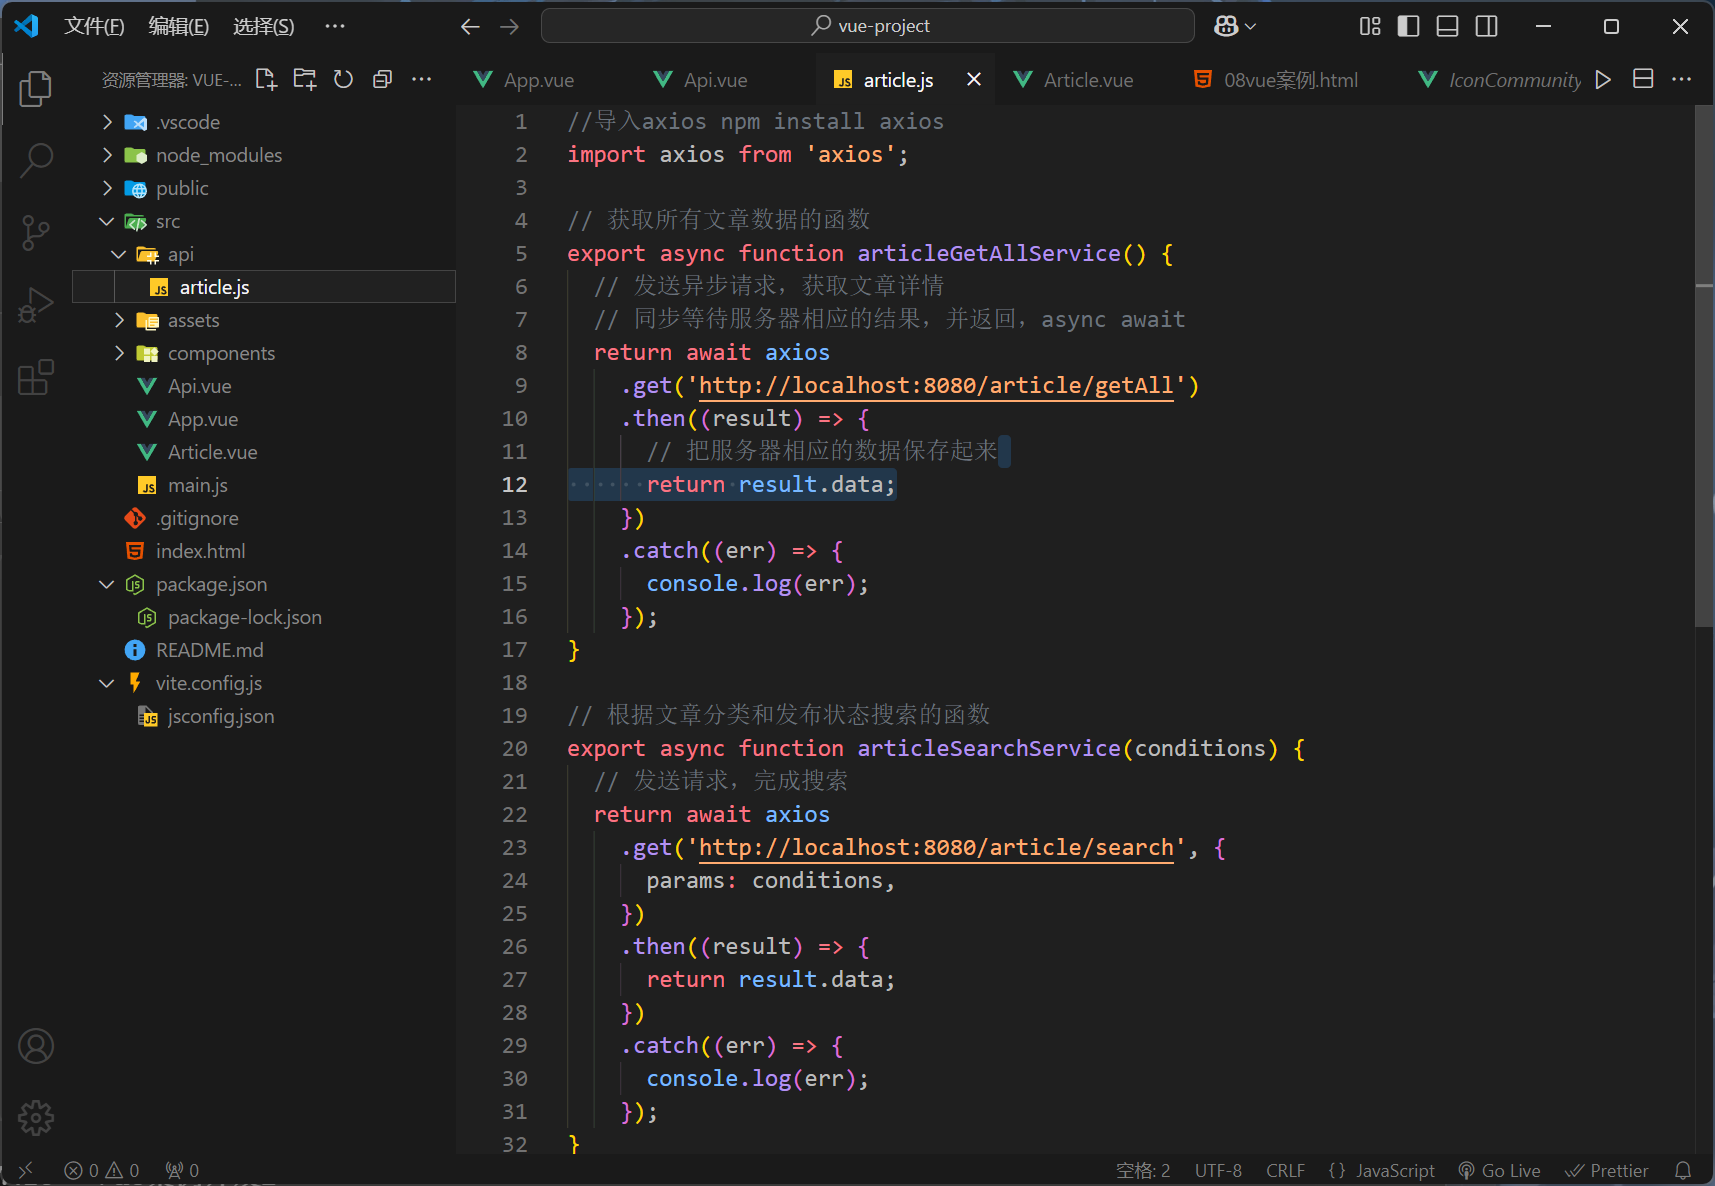 文件(F) 编辑(E) 选择(S) ··· vue-project
资源管理器: VUE-...
App.vue Api.vue article.js Article.vue 08vue案例.html IconCommunity
.vscode
node_modules
public
src
api
article.js
assets
components
Api.vue
App.vue
Article.vue
main.js
.gitignore
index.html
package.json
package-lock.json
README.md
vite.config.js
jsconfig.json
1 //导入axios npm install axios
2 import axios from 'axios';
3
4 // 获取所有文章数据的函数
5 export async function articleGetAllService() {
6 // 发送异步请求，获取文章详情
7 // 同步等待服务器相应的结果，并返回，async await
8 return await axios
9 .get('http://localhost:8080/article/getAll')
10 .then((result) => {
11 // 把服务器相应的数据保存起来
12 return result.data;
13 })
14 .catch((err) => {
15 console.log(err);
16 });
17 }
18
19 // 根据文章分类和发布状态搜索的函数
20 export async function articleSearchService(conditions) {
21 // 发送请求，完成搜索
22 return await axios
23 .get('http://localhost:8080/article/search', {
24 params: conditions,
25 })
26 .then((result) => {
27 return result.data;
28 })
29 .catch((err) => {
30 console.log(err);
31 });
32 }
0 0 0 空格: 2 UTF-8 CRLF {} JavaScript Go Live Prettier